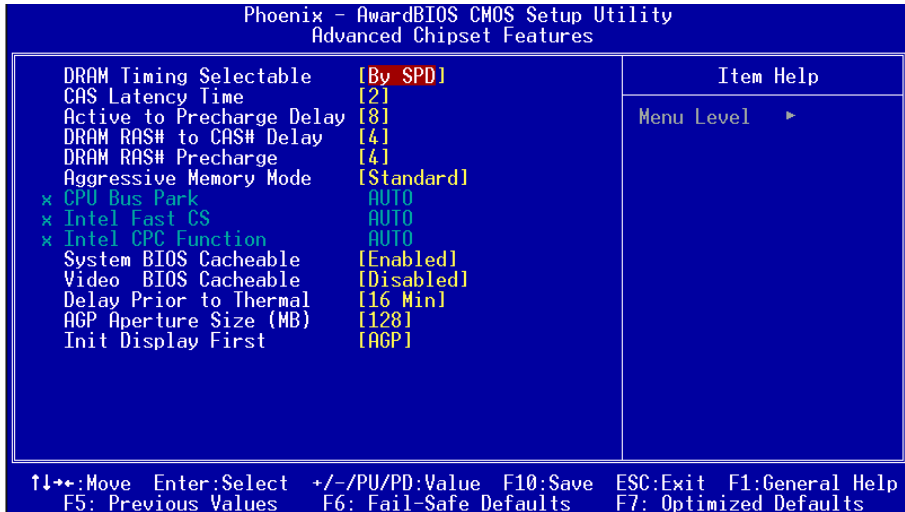 Phoenix - AwardBIOS CMOS Setup Utility
Advanced Chipset Features
DRAM Timing Selectable [By SPD]
CAS Latency Time [2]
Active to Precharge Delay [8]
DRAM RAS# to CAS# Delay [4]
DRAM RAS# Precharge [4]
Aggressive Memory Mode [Standard]
x CPU Bus Park AUTO
x Intel Fast CS AUTO
x Intel CPC Function AUTO
System BIOS Cacheable [Enabled]
Video BIOS Cacheable [Disabled]
Delay Prior to Thermal [16 Min]
AGP Aperture Size (MB) [128]
Init Display First [AGP]
Item Help
Menu Level ►
↑↓→←:Move Enter:Select +/-/PU/PD:Value F10:Save ESC:Exit F1:General Help
F5: Previous Values F6: Fail-Safe Defaults F7: Optimized Defaults